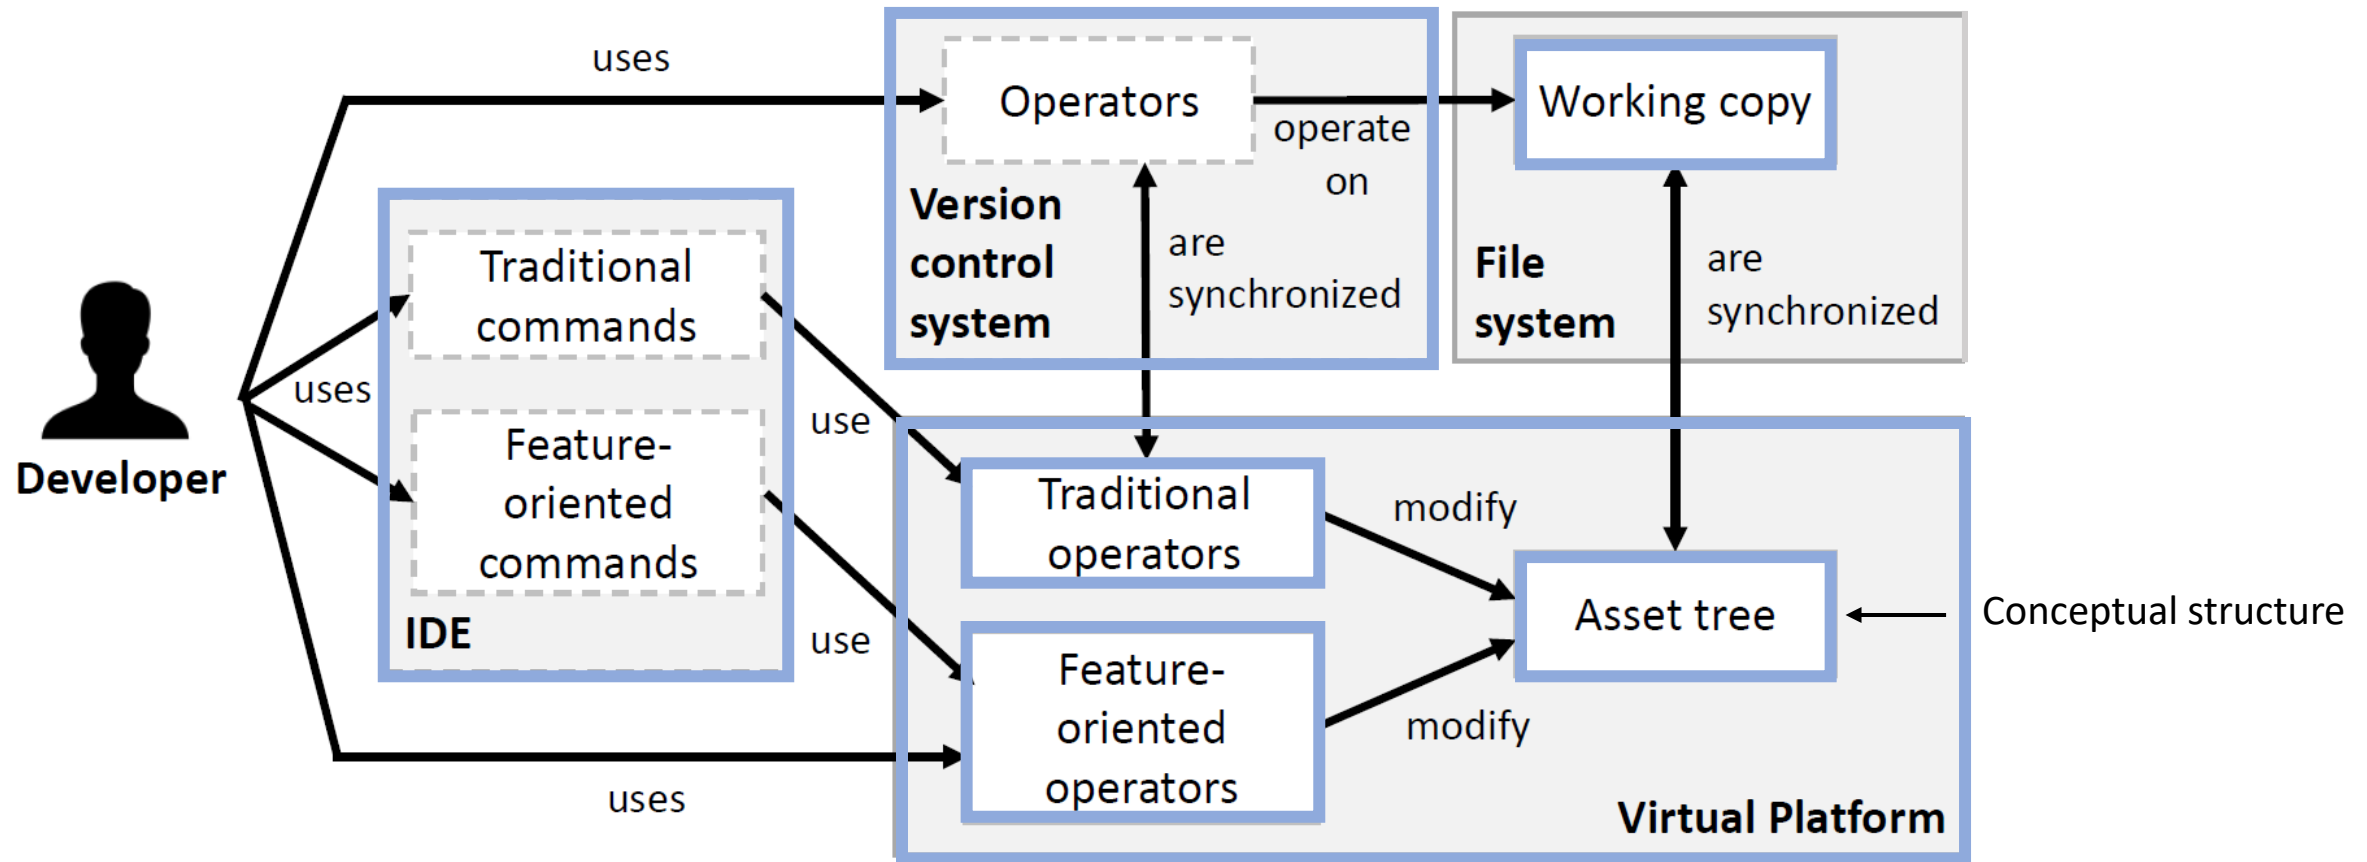 uses
Operators
operate
on
Working copy
Version
control
system
are
synchronized
File
system
are
synchronized
Traditional
commands
uses
Feature-
oriented
commands
IDE
Developer
use
use
Traditional
operators
modify
Feature-
oriented
operators
modify
Asset tree
Conceptual structure
uses
Virtual Platform